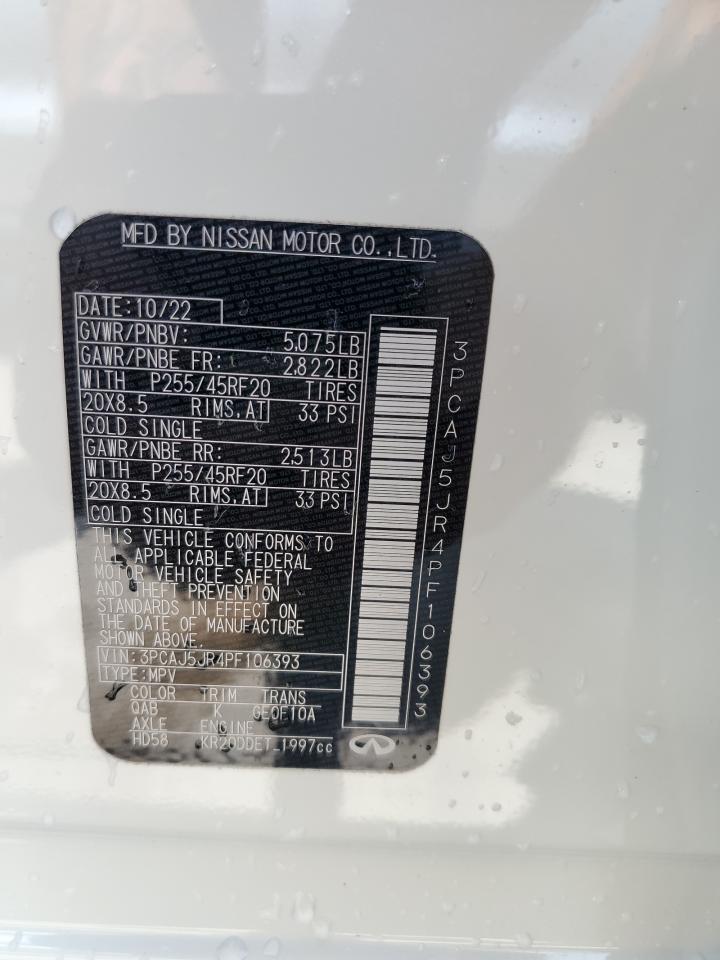 MFD BY NISSAN MOTOR CO.,LTD.
DATE:10/22
GVWR/PNBV: 5,075LB
GAWR/PNBE FR: 2,822LB
WITH P255/45RF20 TIRES
20X8.5 RIMS,AT 33 PSI
COLD SINGLE
GAWR/PNBE RR: 2,513LB
WITH P255/45RF20 TIRES
20X8.5 RIMS,AT 33 PSI
COLD SINGLE
THIS VEHICLE CONFORMS TO
ALL APPLICABLE FEDERAL
MOTOR VEHICLE SAFETY
AND THEFT PREVENTION
STANDARDS IN EFFECT ON
THE DATE OF MANUFACTURE
SHOWN ABOVE.
VIN: 3PCAJ5JR4PF106393
TYPE: MPV
COLOR TRIM TRANS
QAB K GE0F10A
AXLE ENGINE
HD58 KR20DDET 1997cc
3PCAJ5JR4PF106393